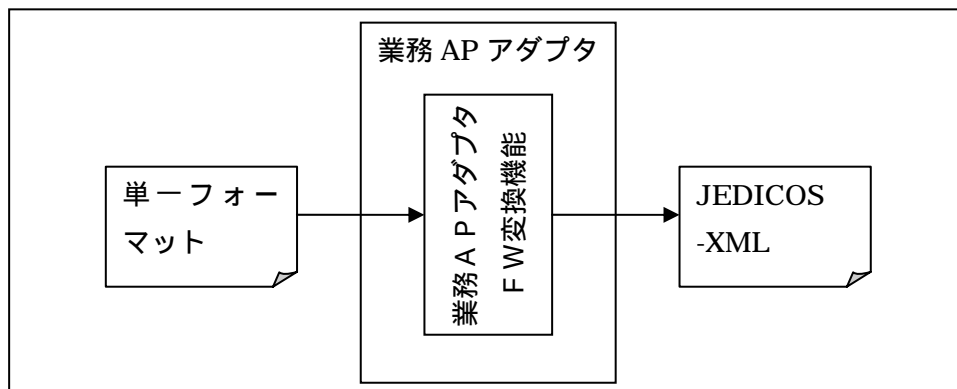 業務 AP アダプタ
業務ＡＰアダプタ
ＦＷ変換機能
単一フォー
マット
JEDICOS
-XML